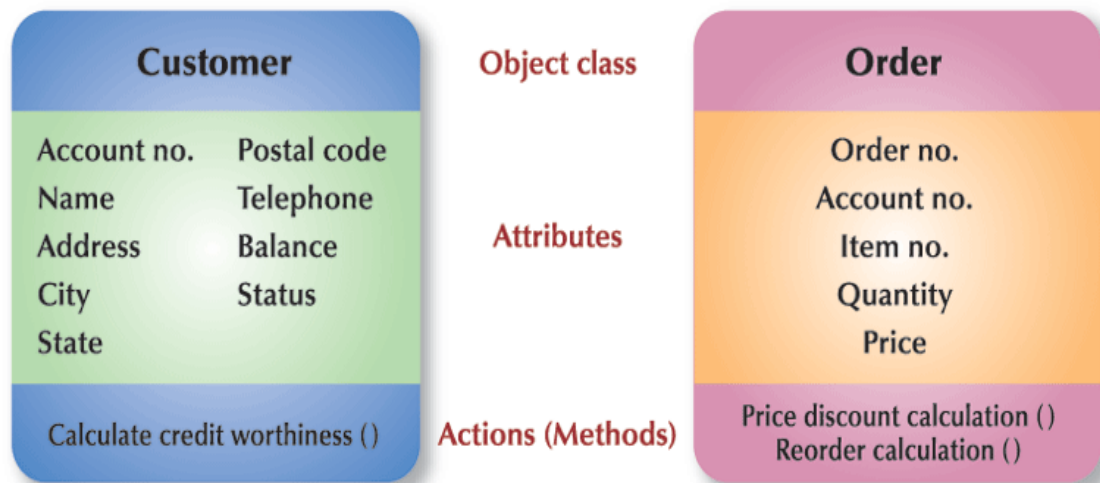 Customer
Account no.
Name
Address
City
State
Postal code
Telephone
Balance
Status
Calculate credit worthiness ()
Object class
Attributes
Actions (Methods)
Order
Order no.
Account no.
Item no.
Quantity
Price
Price discount calculation ()
Reorder calculation ()